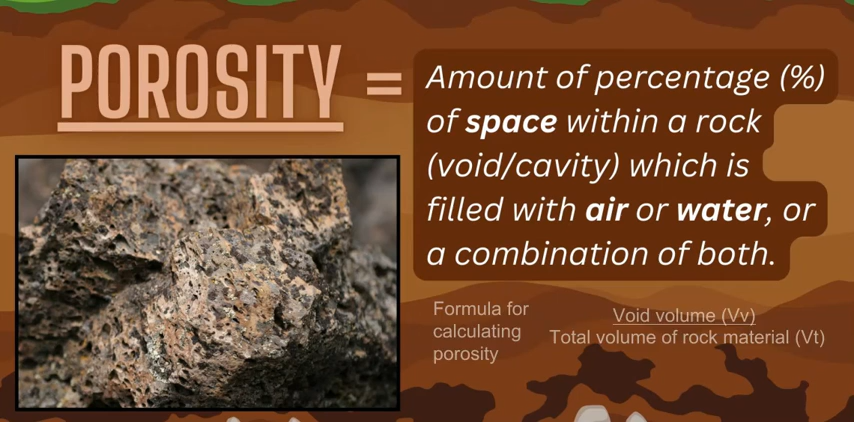 POROSITY =
Amount of percentage (%)
of space within a rock
(void/cavity) which is
filled with air or water, or
a combination of both.
Formula for
calculating
porosity
Void volume (Vv)
Total volume of rock material (Vt)